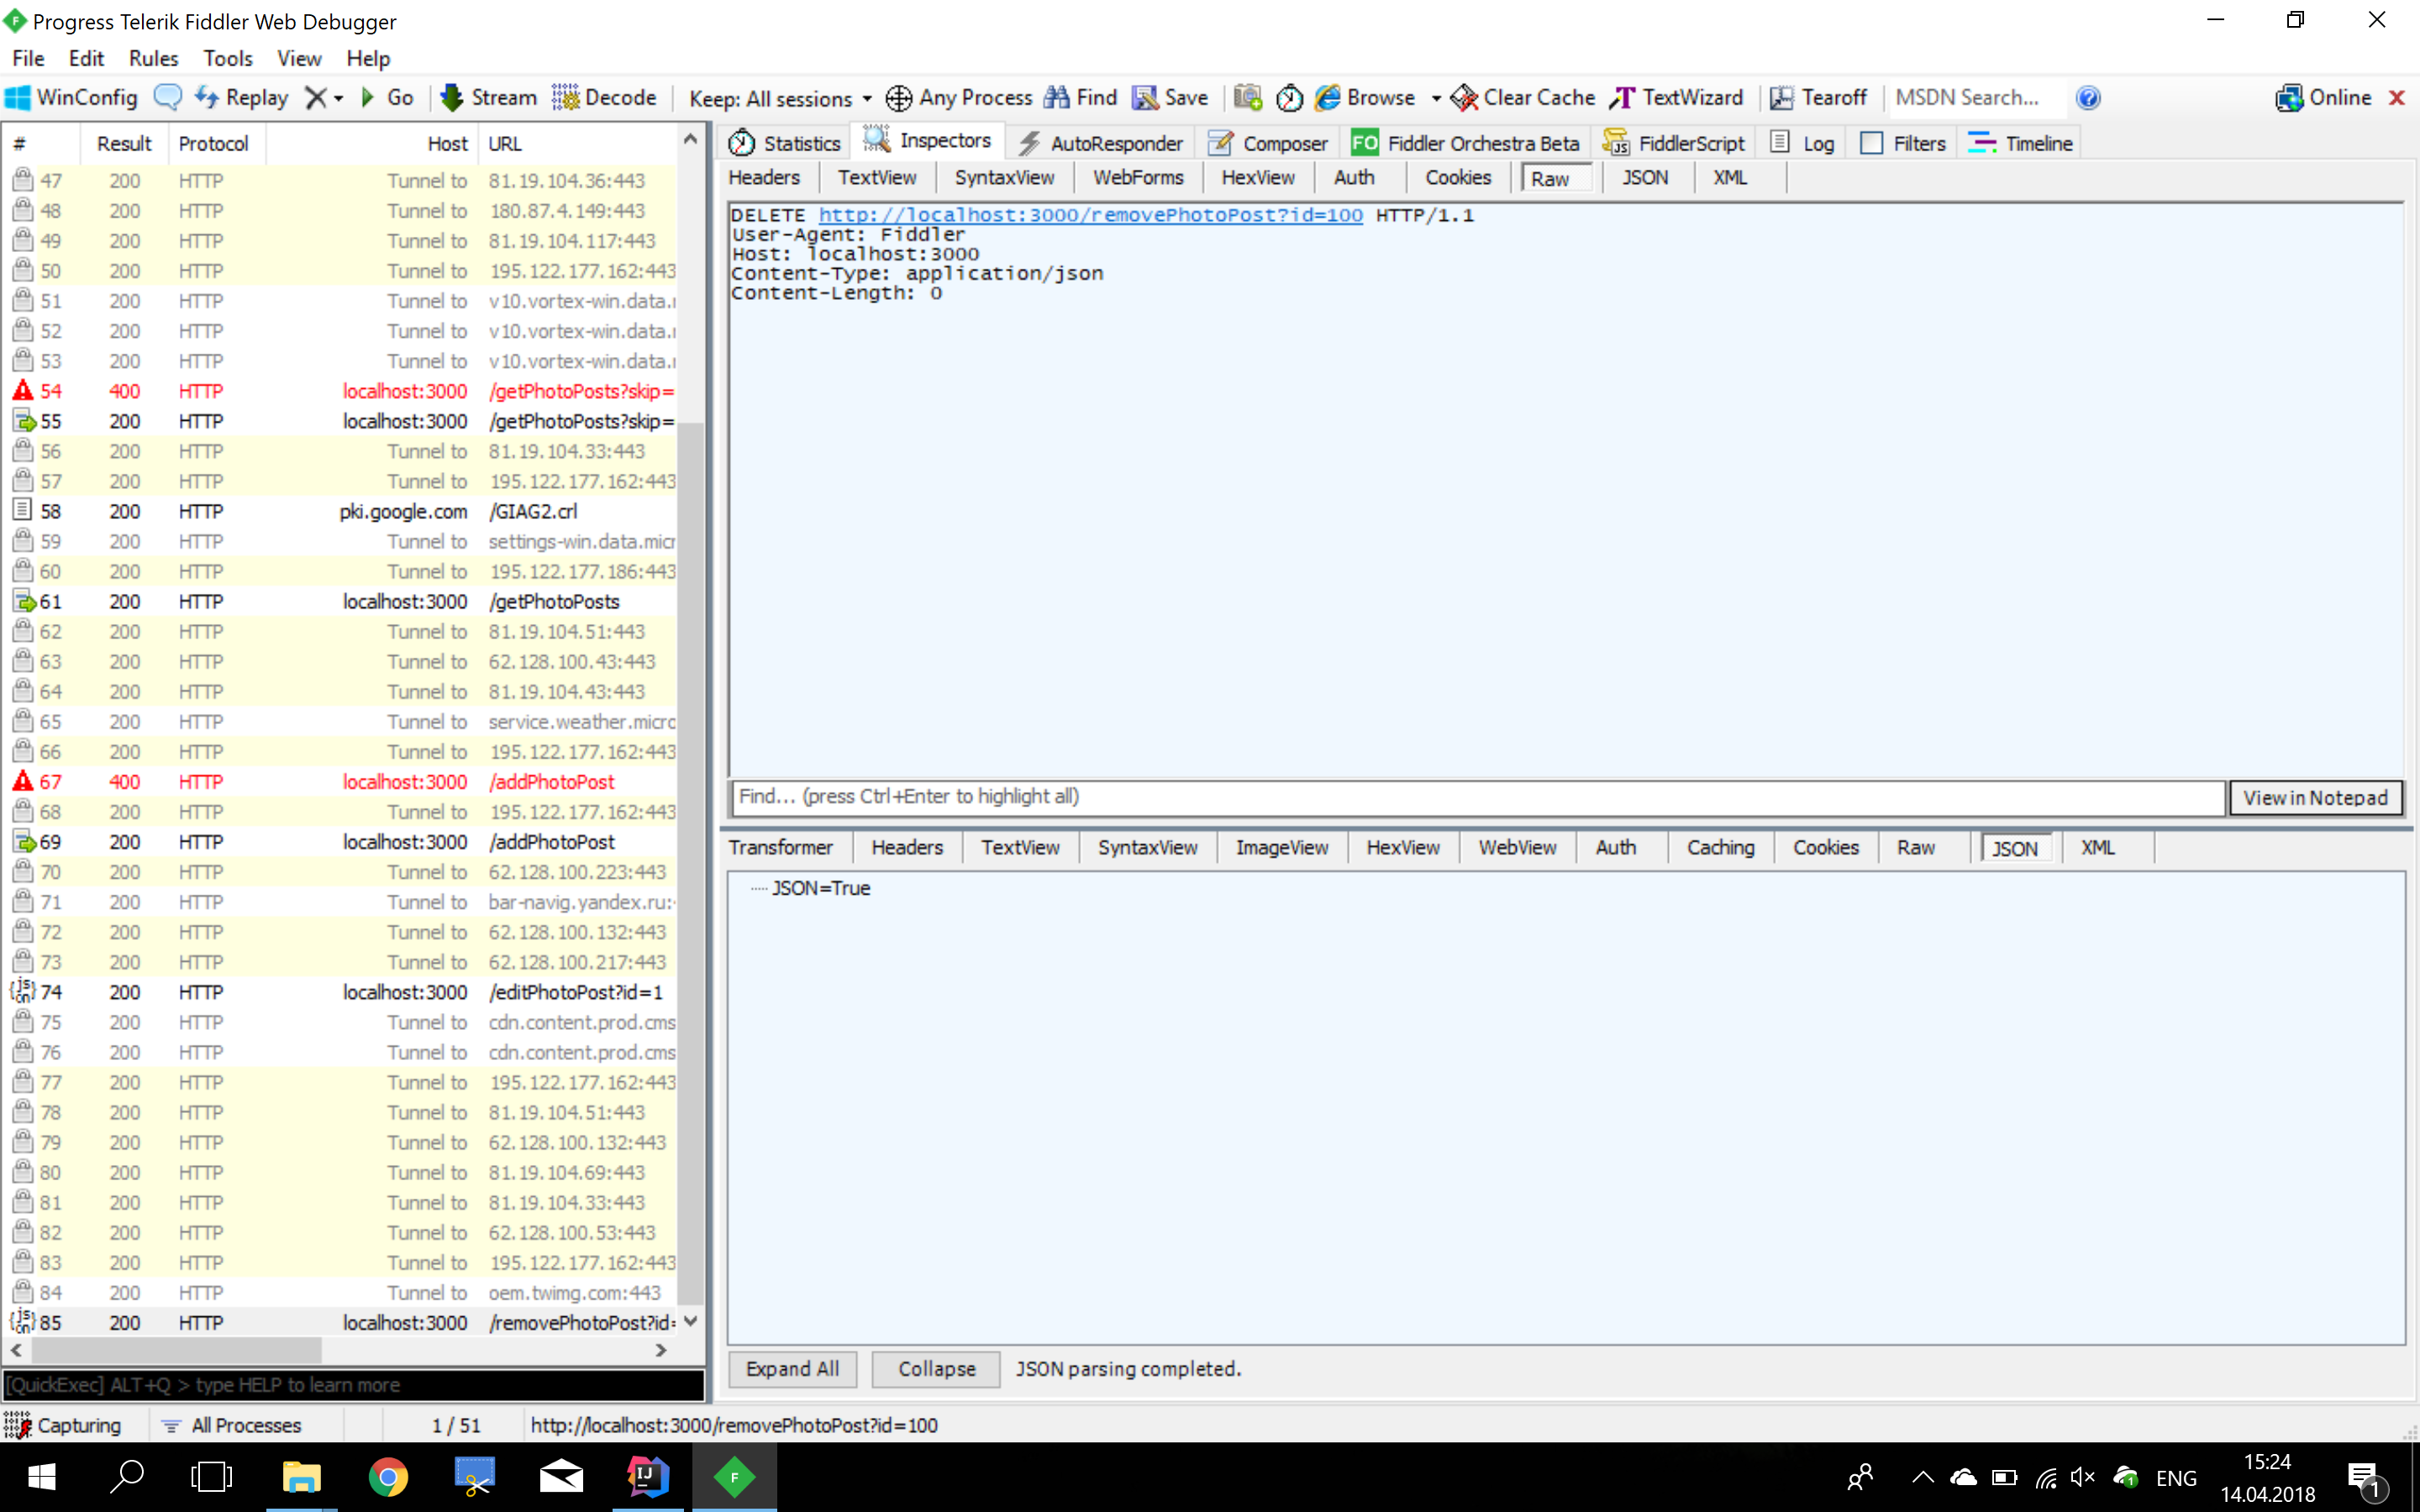 Progress Telerik Fiddler Web Debugger
File Edit Rules Tools View Help
WinConfig Replay Go Stream Decode Keep: All sessions Any Process Find Save Browse Clear Cache TextWizard Tearoff MSDN Search... Online
# Result Protocol Host URL
47 200 HTTP Tunnel to 81.19.104.36:443
48 200 HTTP Tunnel to 180.87.4.149:443
49 200 HTTP Tunnel to 81.19.104.117:443
50 200 HTTP Tunnel to 195.122.177.162:443
51 200 HTTP Tunnel to v10.vortex-win.data.
52 200 HTTP Tunnel to v10.vortex-win.data.
53 200 HTTP Tunnel to v10.vortex-win.data.
54 400 HTTP localhost:3000 /getPhotoPosts?skip=
55 200 HTTP localhost:3000 /getPhotoPosts?skip=
56 200 HTTP Tunnel to 81.19.104.33:443
57 200 HTTP Tunnel to 195.122.177.162:443
58 200 HTTP pki.google.com /GIAG2.crl
59 200 HTTP Tunnel to settings-win.data.micr
60 200 HTTP Tunnel to 195.122.177.186:443
61 200 HTTP localhost:3000 /getPhotoPosts
62 200 HTTP Tunnel to 81.19.104.51:443
63 200 HTTP Tunnel to 62.128.100.43:443
64 200 HTTP Tunnel to 81.19.104.43:443
65 200 HTTP Tunnel to service.weather.micro
66 200 HTTP Tunnel to 195.122.177.162:443
67 400 HTTP localhost:3000 /addPhotoPost
68 200 HTTP Tunnel to 195.122.177.162:443
69 200 HTTP localhost:3000 /addPhotoPost
70 200 HTTP Tunnel to 62.128.100.223:443
71 200 HTTP Tunnel to bar-navig.yandex.ru:
72 200 HTTP Tunnel to 62.128.100.132:443
73 200 HTTP Tunnel to 62.128.100.217:443
74 200 HTTP localhost:3000 /editPhotoPost?id=1
75 200 HTTP Tunnel to cdn.content.prod.cms
76 200 HTTP Tunnel to cdn.content.prod.cms
77 200 HTTP Tunnel to 195.122.177.162:443
78 200 HTTP Tunnel to 81.19.104.51:443
79 200 HTTP Tunnel to 62.128.100.132:443
80 200 HTTP Tunnel to 81.19.104.69:443
81 200 HTTP Tunnel to 81.19.104.33:443
82 200 HTTP Tunnel to 62.128.100.53:443
83 200 HTTP Tunnel to 195.122.177.162:443
84 200 HTTP Tunnel to oem.twimg.com:443
85 200 HTTP localhost:3000 /removePhotoPost?id=
[QuickExec] ALT+Q > type HELP to learn more
Statistics Inspectors AutoResponder Composer FO Fiddler Orchestra Beta FiddlerScript Log Filters Timeline
Headers TextView SyntaxView WebForms HexView Auth Cookies Raw JSON XML
DELETE http://localhost:3000/removePhotoPost?id=100 HTTP/1.1
User-Agent: Fiddler
Host: localhost:3000
Content-Type: application/json
Content-Length: 0
Find... (press Ctrl+Enter to highlight all) View in Notepad
Transformer Headers TextView SyntaxView ImageView HexView WebView Auth Caching Cookies Raw JSON XML
JSON=True
Expand All Collapse JSON parsing completed.
Capturing All Processes 1 / 51 http://localhost:3000/removePhotoPost?id=100
ENG 15:24
14.04.2018 1